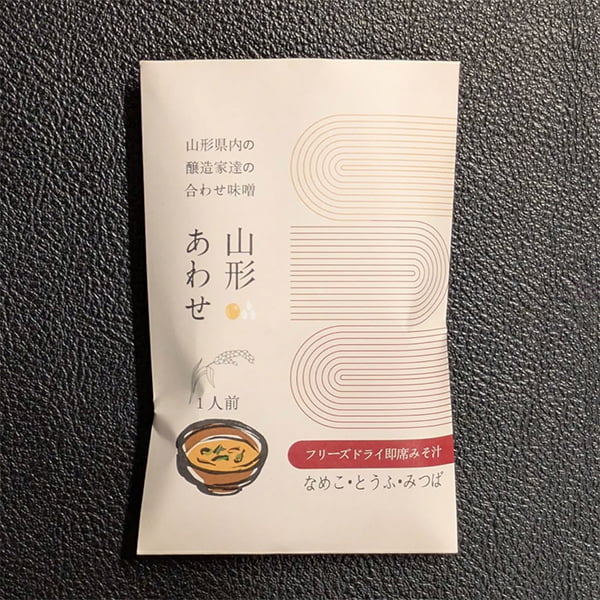 山形県内の
醸造家達の
合わせ味噌
山形
あわせ
1人前
フリーズドライ即席みそ汁
なめこ・とうふ・みつば